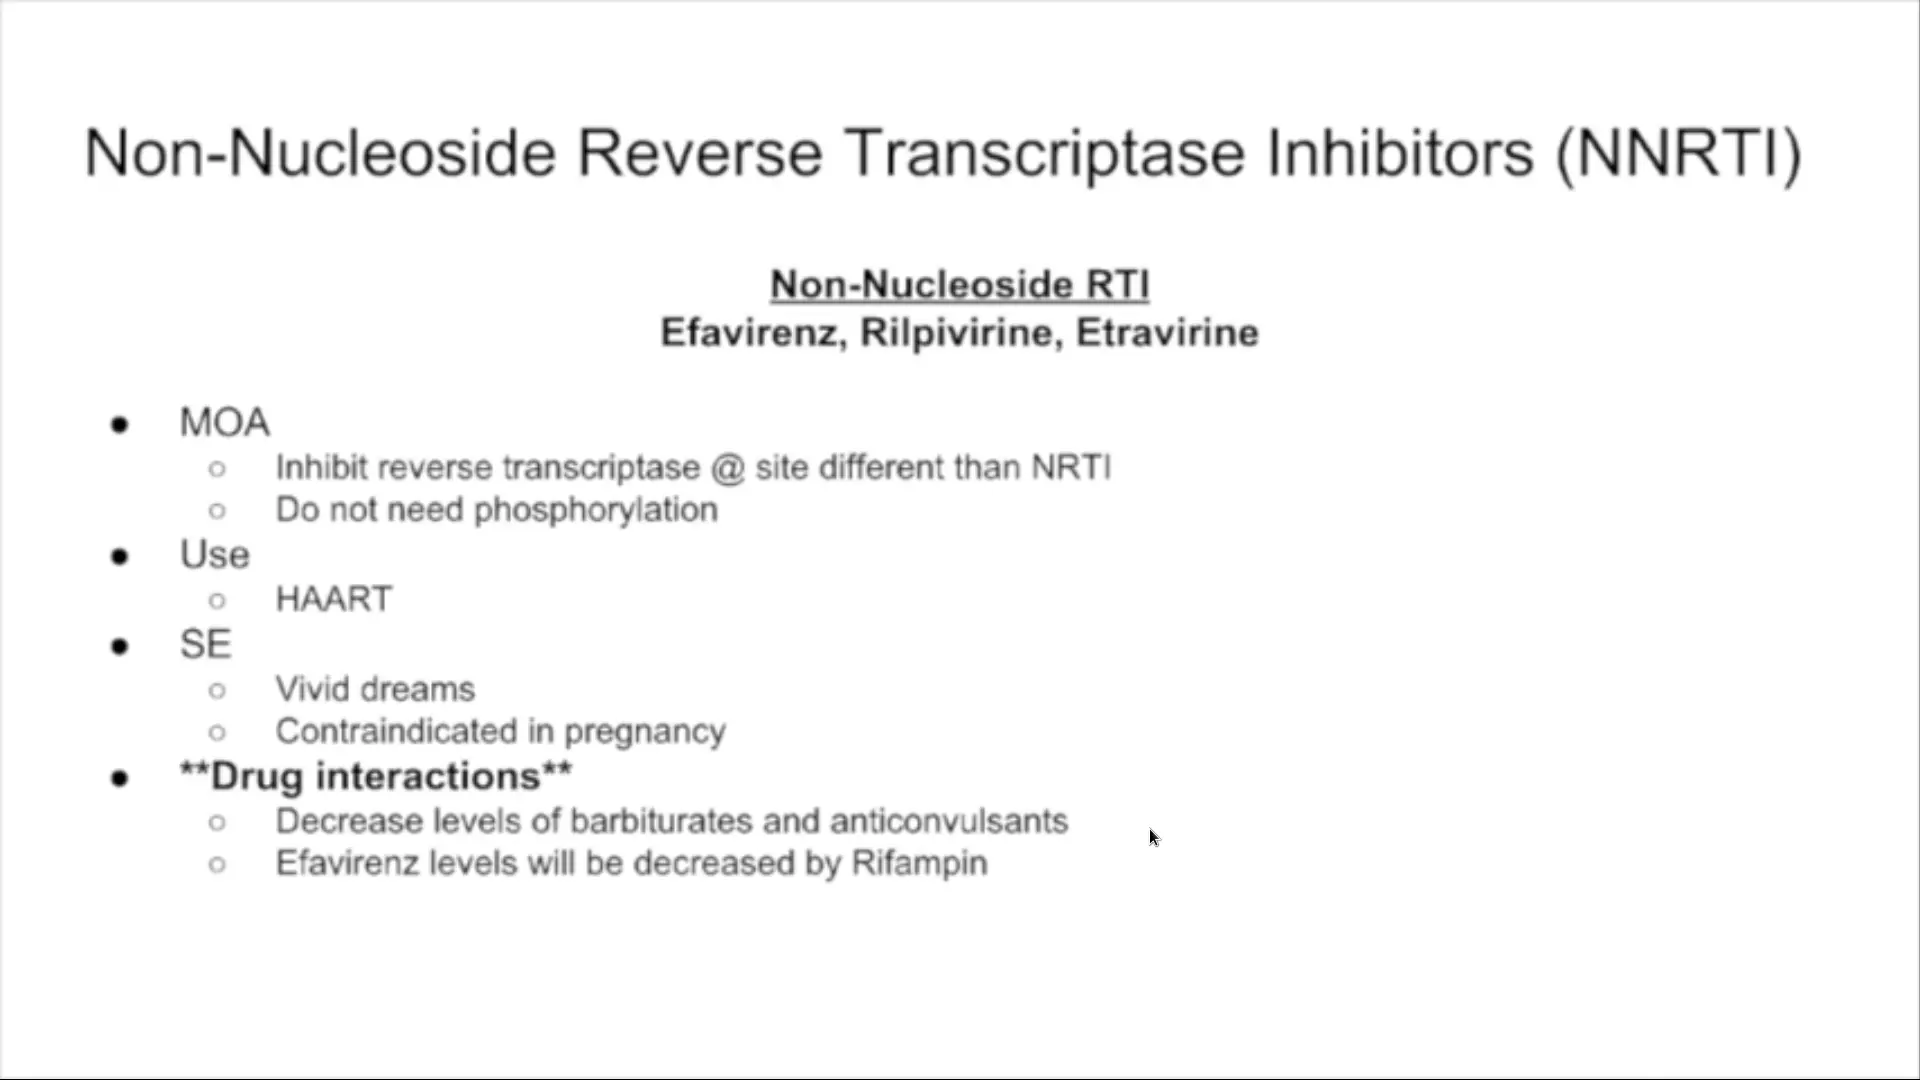 Non-Nucleoside Reverse Transcriptase Inhibitors (NNRTI)
Non-Nucleoside RTI
Efavirenz, Rilpivirine, Etravirine
● MOA
○ Inhibit reverse transcriptase @ site different than NRTI
○ Do not need phosphorylation
● Use
○ HAART
● SE
○ Vivid dreams
○ Contraindicated in pregnancy
● **Drug interactions**
○ Decrease levels of barbiturates and anticonvulsants
○ Efavirenz levels will be decreased by Rifampin